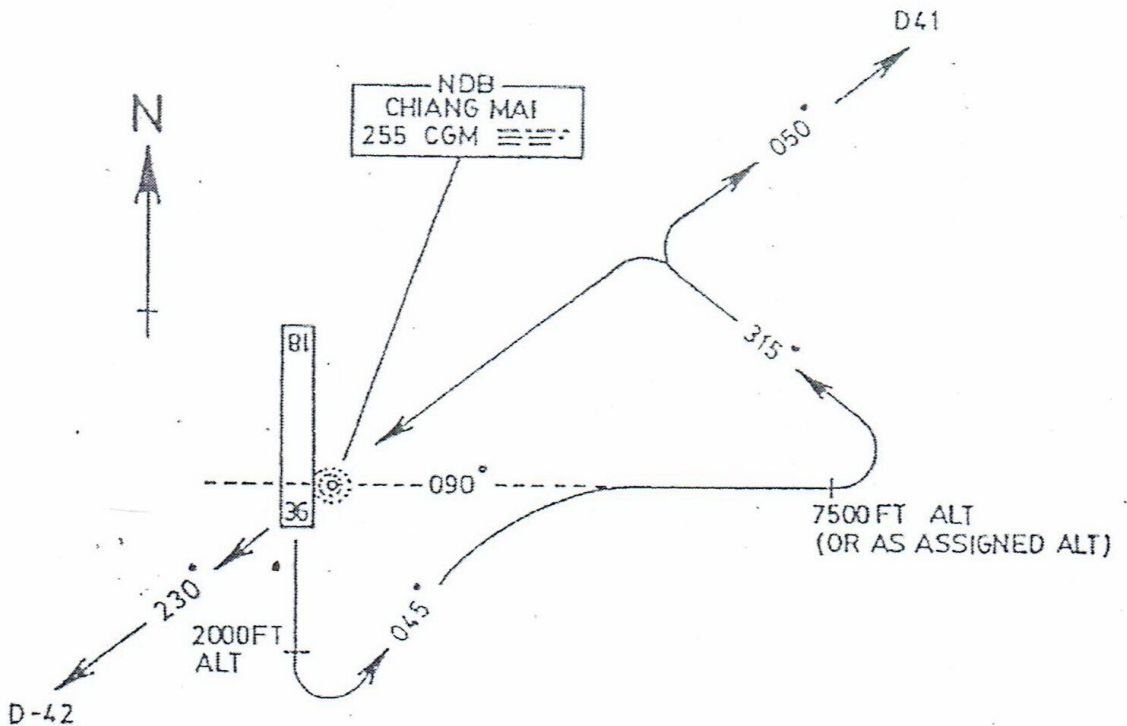 D41
N
NDB
CHIANG MAI
255 CGM
050°
315°
18
090°
36
7500 FT ALT
(OR AS ASSIGNED ALT)
045°
230°
2000FT
ALT
D-42